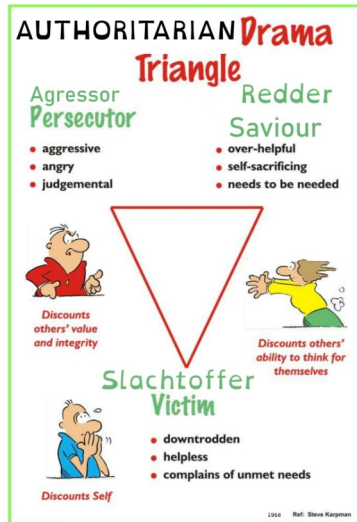 AUTHORITARIAN Drama
Triangle
Agressor
Persecutor
• aggressive
• angry
• judgemental
Redder
Saviour
• over-helpful
• self-sacrificing
• needs to be needed
Discounts
others' value
and integrity
Discounts others'
ability to think for
themselves
Slachtoffer
Victim
• downtrodden
• helpless
• complains of unmet needs
Discounts Self
1968 Ref: Steve Karpman